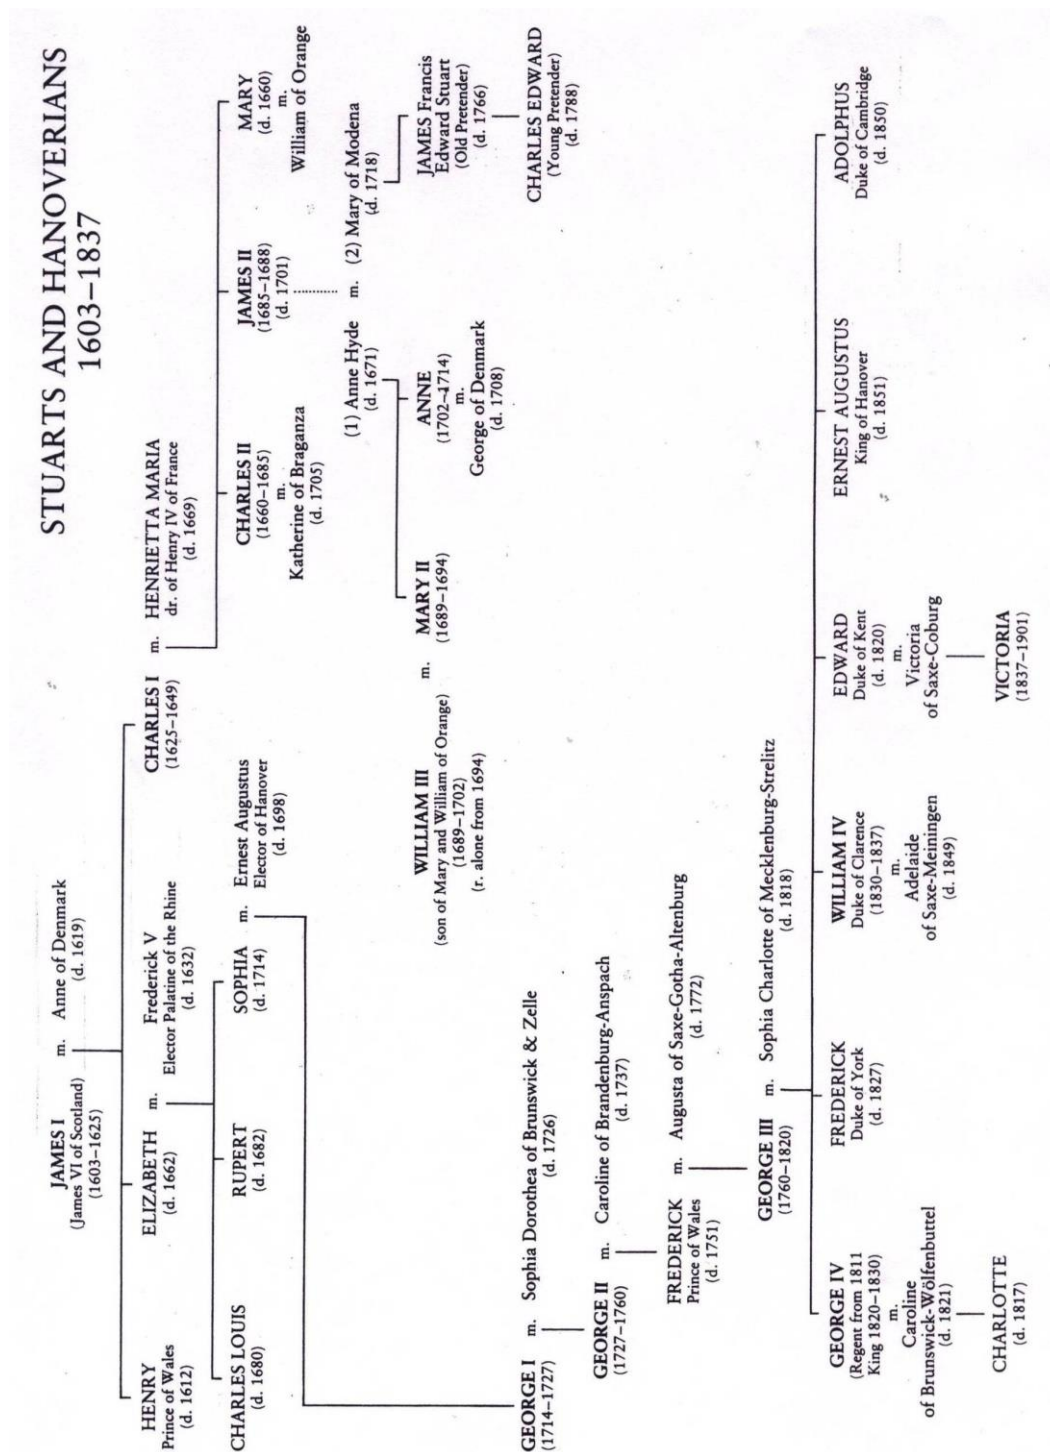 STUARTS AND HANOVERIANS
1603–1837
JAMES I
(James VI of Scotland)
(1603–1625)
m.
Anne of Denmark
(d. 1619)
HENRY
Prince of Wales
(d. 1612)
ELIZABETH
(d. 1662)
m.
Frederick V
Elector Palatine of the Rhine
(d. 1632)
CHARLES I
(1625–1649)
m.
HENRIETTA MARIA
dr. of Henry IV of France
(d. 1669)
CHARLES LOUIS
(d. 1680)
RUPERT
(d. 1682)
SOPHIA
(d. 1714)
m.
Ernest Augustus
Elector of Hanover
(d. 1698)
CHARLES II
(1660–1685)
m.
Katherine of Braganza
(d. 1705)
JAMES II
(1685–1688)
(d. 1701)
MARY
(d. 1660)
m.
William of Orange
(1) Anne Hyde
(d. 1671)
m.
(2) Mary of Modena
(d. 1718)
WILLIAM III
(son of Mary and William of Orange)
(1689–1702)
(r. alone from 1694)
m.
MARY II
(1689–1694)
ANNE
(1702–1714)
m.
George of Denmark
(d. 1708)
JAMES Francis
Edward Stuart
(Old Pretender)
(d. 1766)
CHARLES EDWARD
(Young Pretender)
(d. 1788)
GEORGE I
(1714–1727)
m.
Sophia Dorothea of Brunswick & Zelle
(d. 1726)
GEORGE II
(1727–1760)
m.
Caroline of Brandenburg-Anspach
(d. 1737)
FREDERICK
Prince of Wales
(d. 1751)
m.
Augusta of Saxe-Gotha-Altenburg
(d. 1772)
GEORGE III
(1760–1820)
m.
Sophia Charlotte of Mecklenburg-Strelitz
(d. 1818)
GEORGE IV
(Regent from 1811
King 1820–1830)
m.
Caroline
of Brunswick-Wölfenbuttel
(d. 1821)
CHARLOTTE
(d. 1817)
FREDERICK
Duke of York
(d. 1827)
WILLIAM IV
Duke of Clarence
(1830–1837)
m.
Adelaide
of Saxe-Meiningen
(d. 1849)
EDWARD
Duke of Kent
(d. 1820)
m.
Victoria
of Saxe-Coburg
VICTORIA
(1837–1901)
ERNEST AUGUSTUS
King of Hanover
(d. 1851)
ADOLPHUS
Duke of Cambridge
(d. 1850)